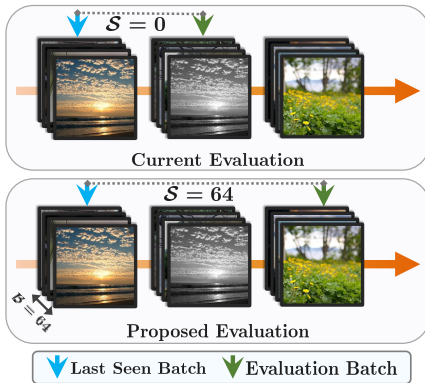 S = 0
Current Evaluation
S = 64
B = 64
Proposed Evaluation
Last Seen Batch
Evaluation Batch